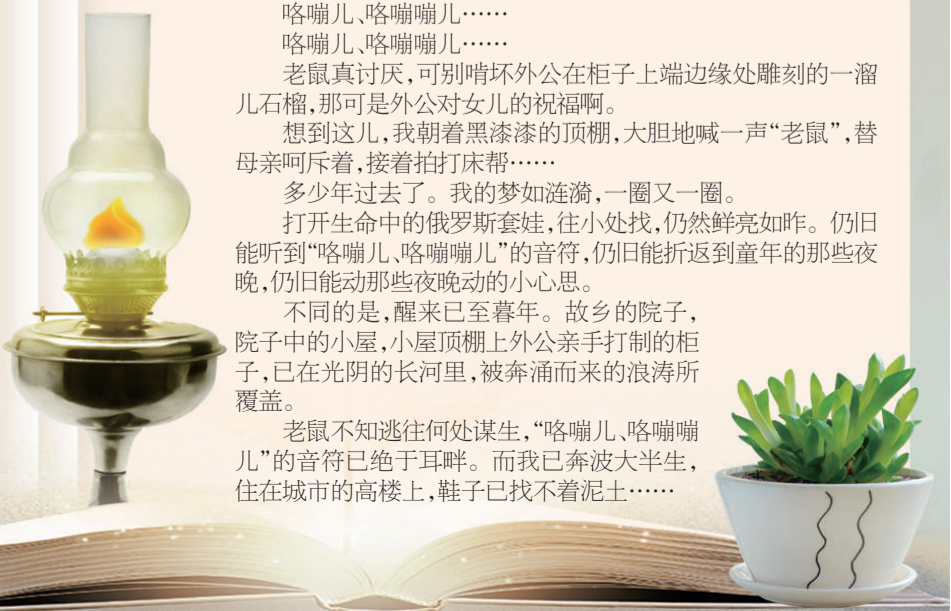 咯嘣儿、咯嘣嘣儿……
咯嘣儿、咯嘣嘣儿……
老鼠真讨厌,可别啃坏外公在柜子上端边缘处雕刻的一溜
儿石榴,那可是外公对女儿的祝福啊。
想到这儿,我朝着黑漆漆的顶棚,大胆地喊一声“老鼠”,替
母亲呵斥着,接着拍打床帮……
多少年过去了。我的梦如涟漪,一圈又一圈。
打开生命中的俄罗斯套娃,往小处找,仍然鲜亮如昨。仍旧
能听到“咯嘣儿、咯嘣嘣儿”的音符,仍旧能折返到童年的那些夜
晚,仍旧能动那些夜晚动的小心思。
不同的是,醒来已至暮年。故乡的院子,
院子中的小屋,小屋顶棚上外公亲手打制的柜
子,已在光阴的长河里,被奔涌而来的浪涛所
覆盖。
老鼠不知逃往何处谋生,“咯嘣儿、咯嘣嘣
儿”的音符已绝于耳畔。而我已奔波大半生,
住在城市的高楼上,鞋子已找不着泥土……